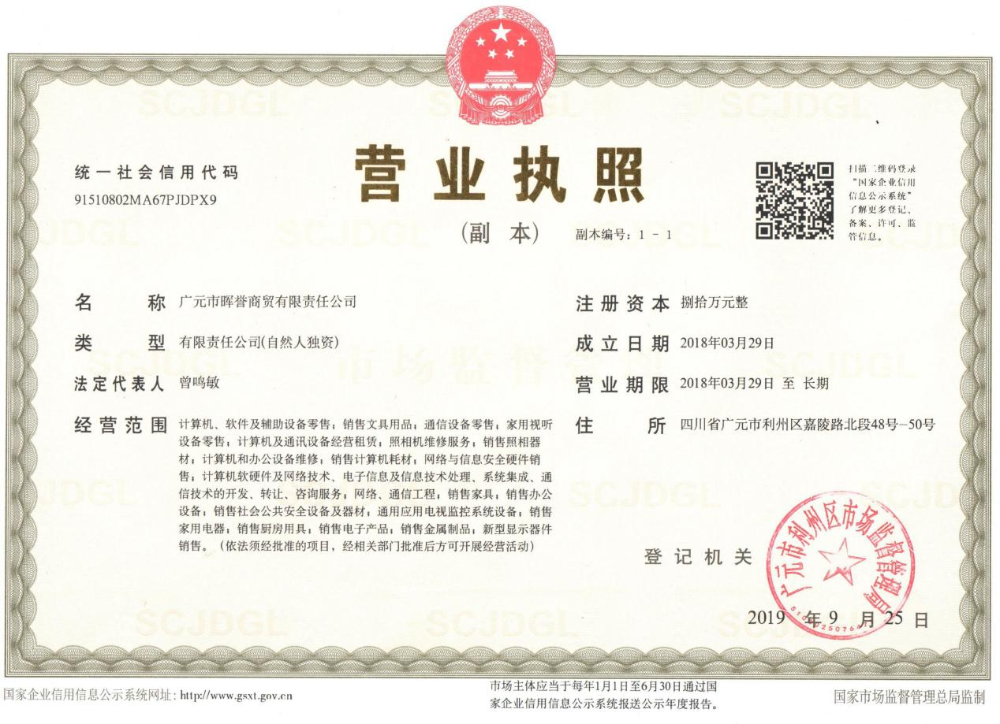 营业执照
(副 本)
副本编号：1 - 1
统一社会信用代码
91510802MA67PJDPX9
扫描二维码登录
“国家企业信用
信息公示系统”
了解更多登记、
备案、许可、监
管信息。
名 称 广元市晖誉商贸有限责任公司
类 型 有限责任公司(自然人独资)
法定代表人 曾鸣敏
经营范围 计算机、软件及辅助设备零售；销售文具用品；通信设备零售；家用视听
设备零售；计算机及通讯设备经营租赁；照相机维修服务；销售照相器
材；计算机和办公设备维修；销售计算机耗材；网络与信息安全硬件销
售；计算机软硬件及网络技术、电子信息及信息技术处理、系统集成、通
信技术的开发、转让、咨询服务；网络、通信工程；销售家具；销售办公
设备；销售社会公共安全设备及器材；通用应用电视监控系统设备；销售
家用电器；销售厨房用具；销售电子产品；销售金属制品；新型显示器件
销售。（依法须经批准的项目，经相关部门批准后方可开展经营活动）
注册资本 捌拾万元整
成立日期 2018年03月29日
营业期限 2018年03月29日 至 长期
住 所 四川省广元市利州区嘉陵路北段48号-50号
登记机关
广元市利州区市场监督管理局
2019 年 9 月 25 日
国家企业信用信息公示系统网址：http://www.gsxt.gov.cn
市场主体应当于每年1月1日至6月30日通过国
家企业信用信息公示系统报送公示年度报告。
国家市场监督管理总局监制
SCJDGL
市场监督管理